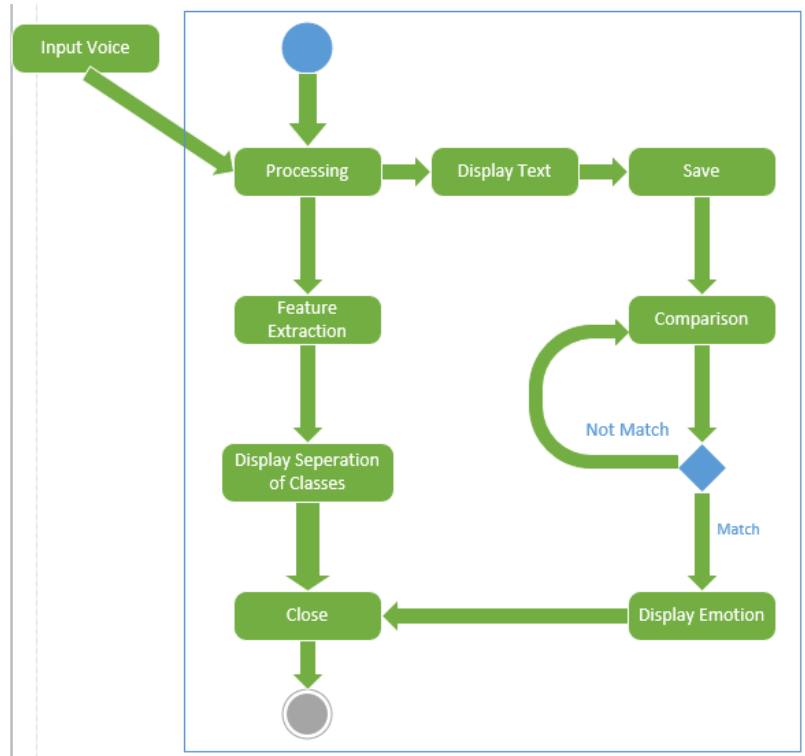 Input Voice
Processing
Display Text
Save
Feature
Extraction
Comparison
Not Match
Display Seperation
of Classes
Match
Close
Display Emotion